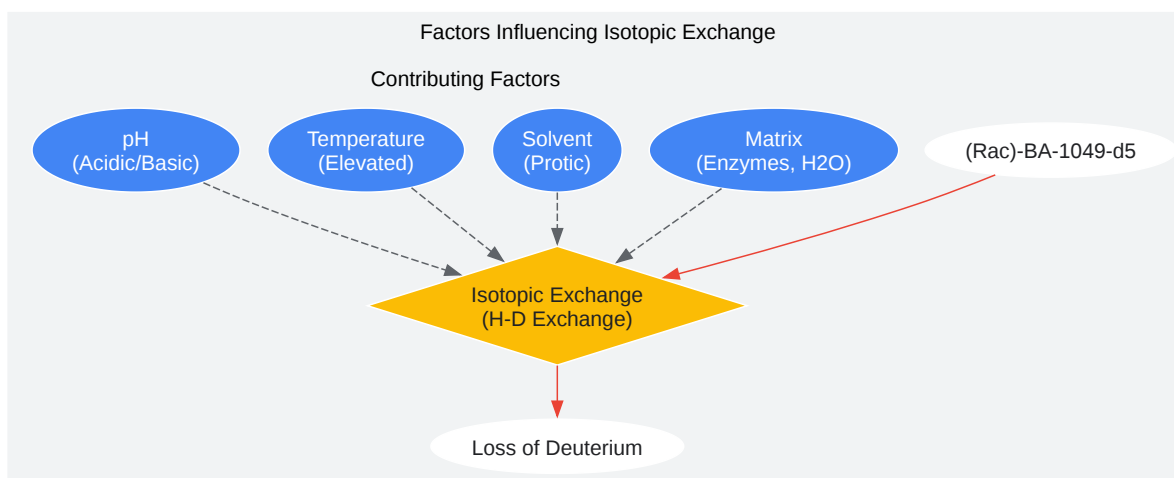 Factors Influencing Isotopic Exchange
Contributing Factors
pH
(Acidic/Basic)
Temperature
(Elevated)
Solvent
(Protic)
Matrix
(Enzymes, H2O)
(Rac)-BA-1049-d5
Isotopic Exchange
(H-D Exchange)
Loss of Deuterium